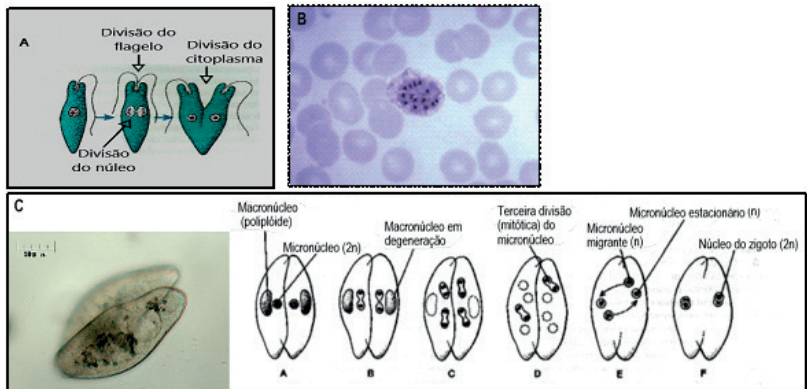 A
Divisão do
flagelo
Divisão do
citoplasma
Divisão
do núleo
B
C
Macronúcleo
(poliplóide)
Micronúcleo (2n)
Macronúcleo em
degeneração
Terceira divisão
(mitótica) do
micronúcleo
Micronúcleo estacionário (n)
Micronúcleo
migrante (n)
Núcleo do zigoto (2n)
A
B
C
D
E
F